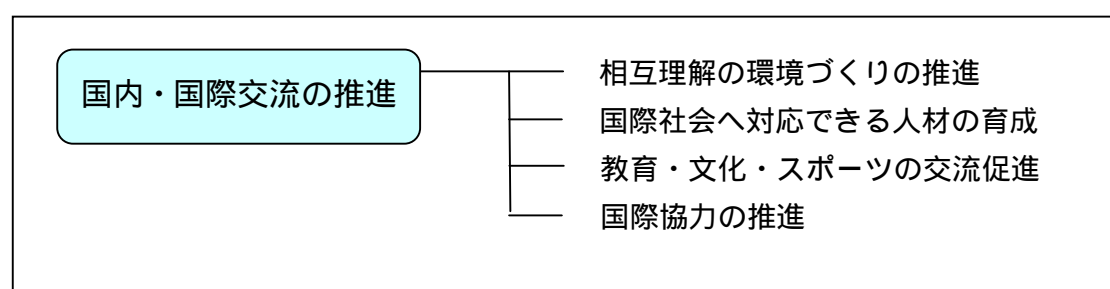 国内・国際交流の推進
相互理解の環境づくりの推進
国際社会へ対応できる人材の育成
教育・文化・スポーツの交流促進
国際協力の推進